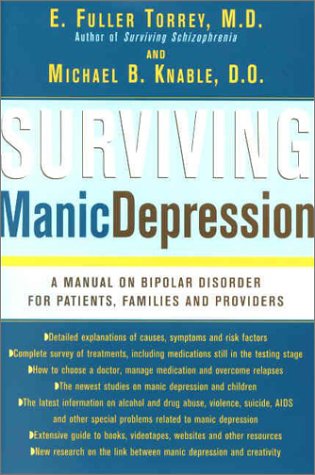 E. FULLER TORREY, M.D.
Author of Surviving Schizophrenia
AND
MICHAEL B. KNABLE, D.O.
SURVIVING
ManicDepression
A MANUAL ON BIPOLAR DISORDER
FOR PATIENTS, FAMILIES AND PROVIDERS
▶Detailed explanations of causes, symptoms and risk factors
▶Complete survey of treatments, including medications still in the testing stage
▶How to choose a doctor, manage medication and overcome relapses
▶The newest studies on manic depression and children
▶The latest information on alcohol and drug abuse, violence, suicide, AIDS
and other special problems related to manic depression
▶Extensive guide to books, videotapes, websites and other resources
▶New research on the link between manic depression and creativity